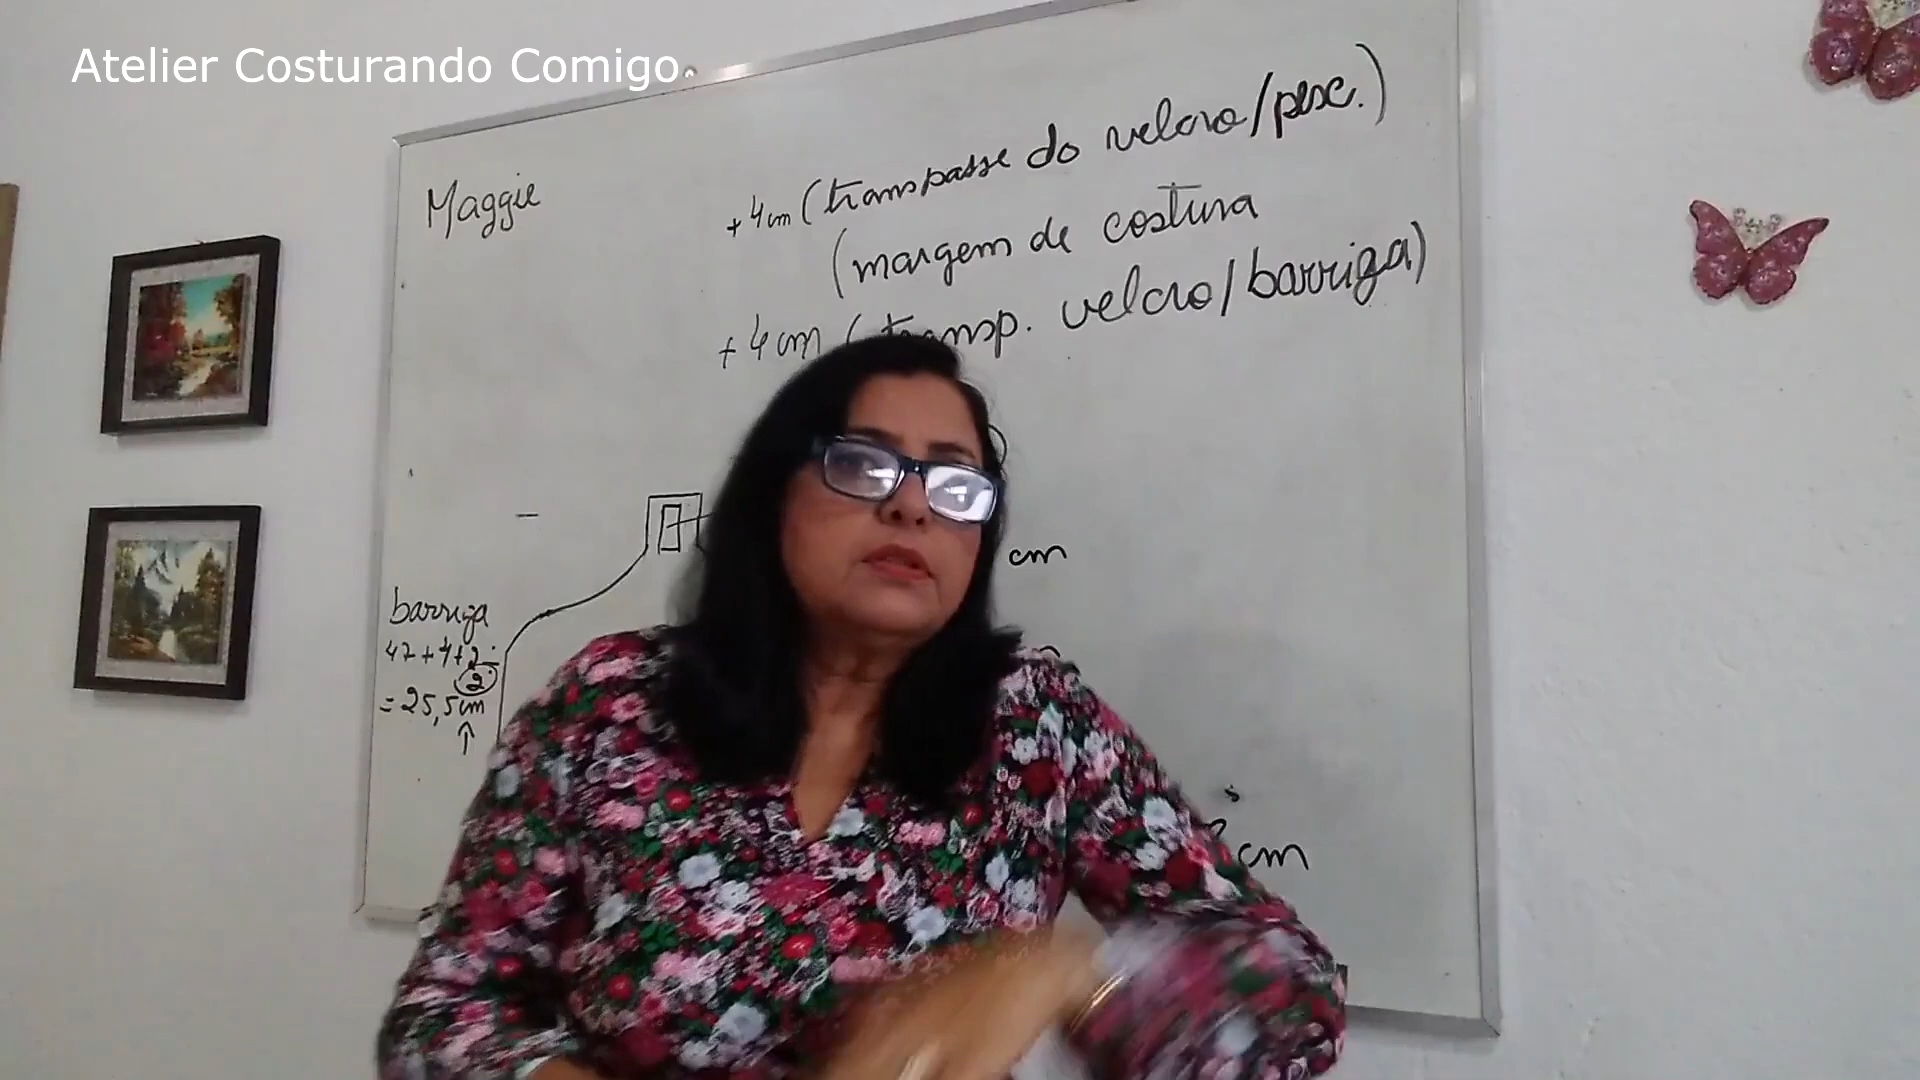 Atelier Costurando Comigo
Maggie
+ 4cm (transpasse do velcro/pesc.)
(margem de costura
+ 4cm (transp. velcro/barriga)
cm
barriga
47+4+2÷
2
= 25,5cm
↑
cm